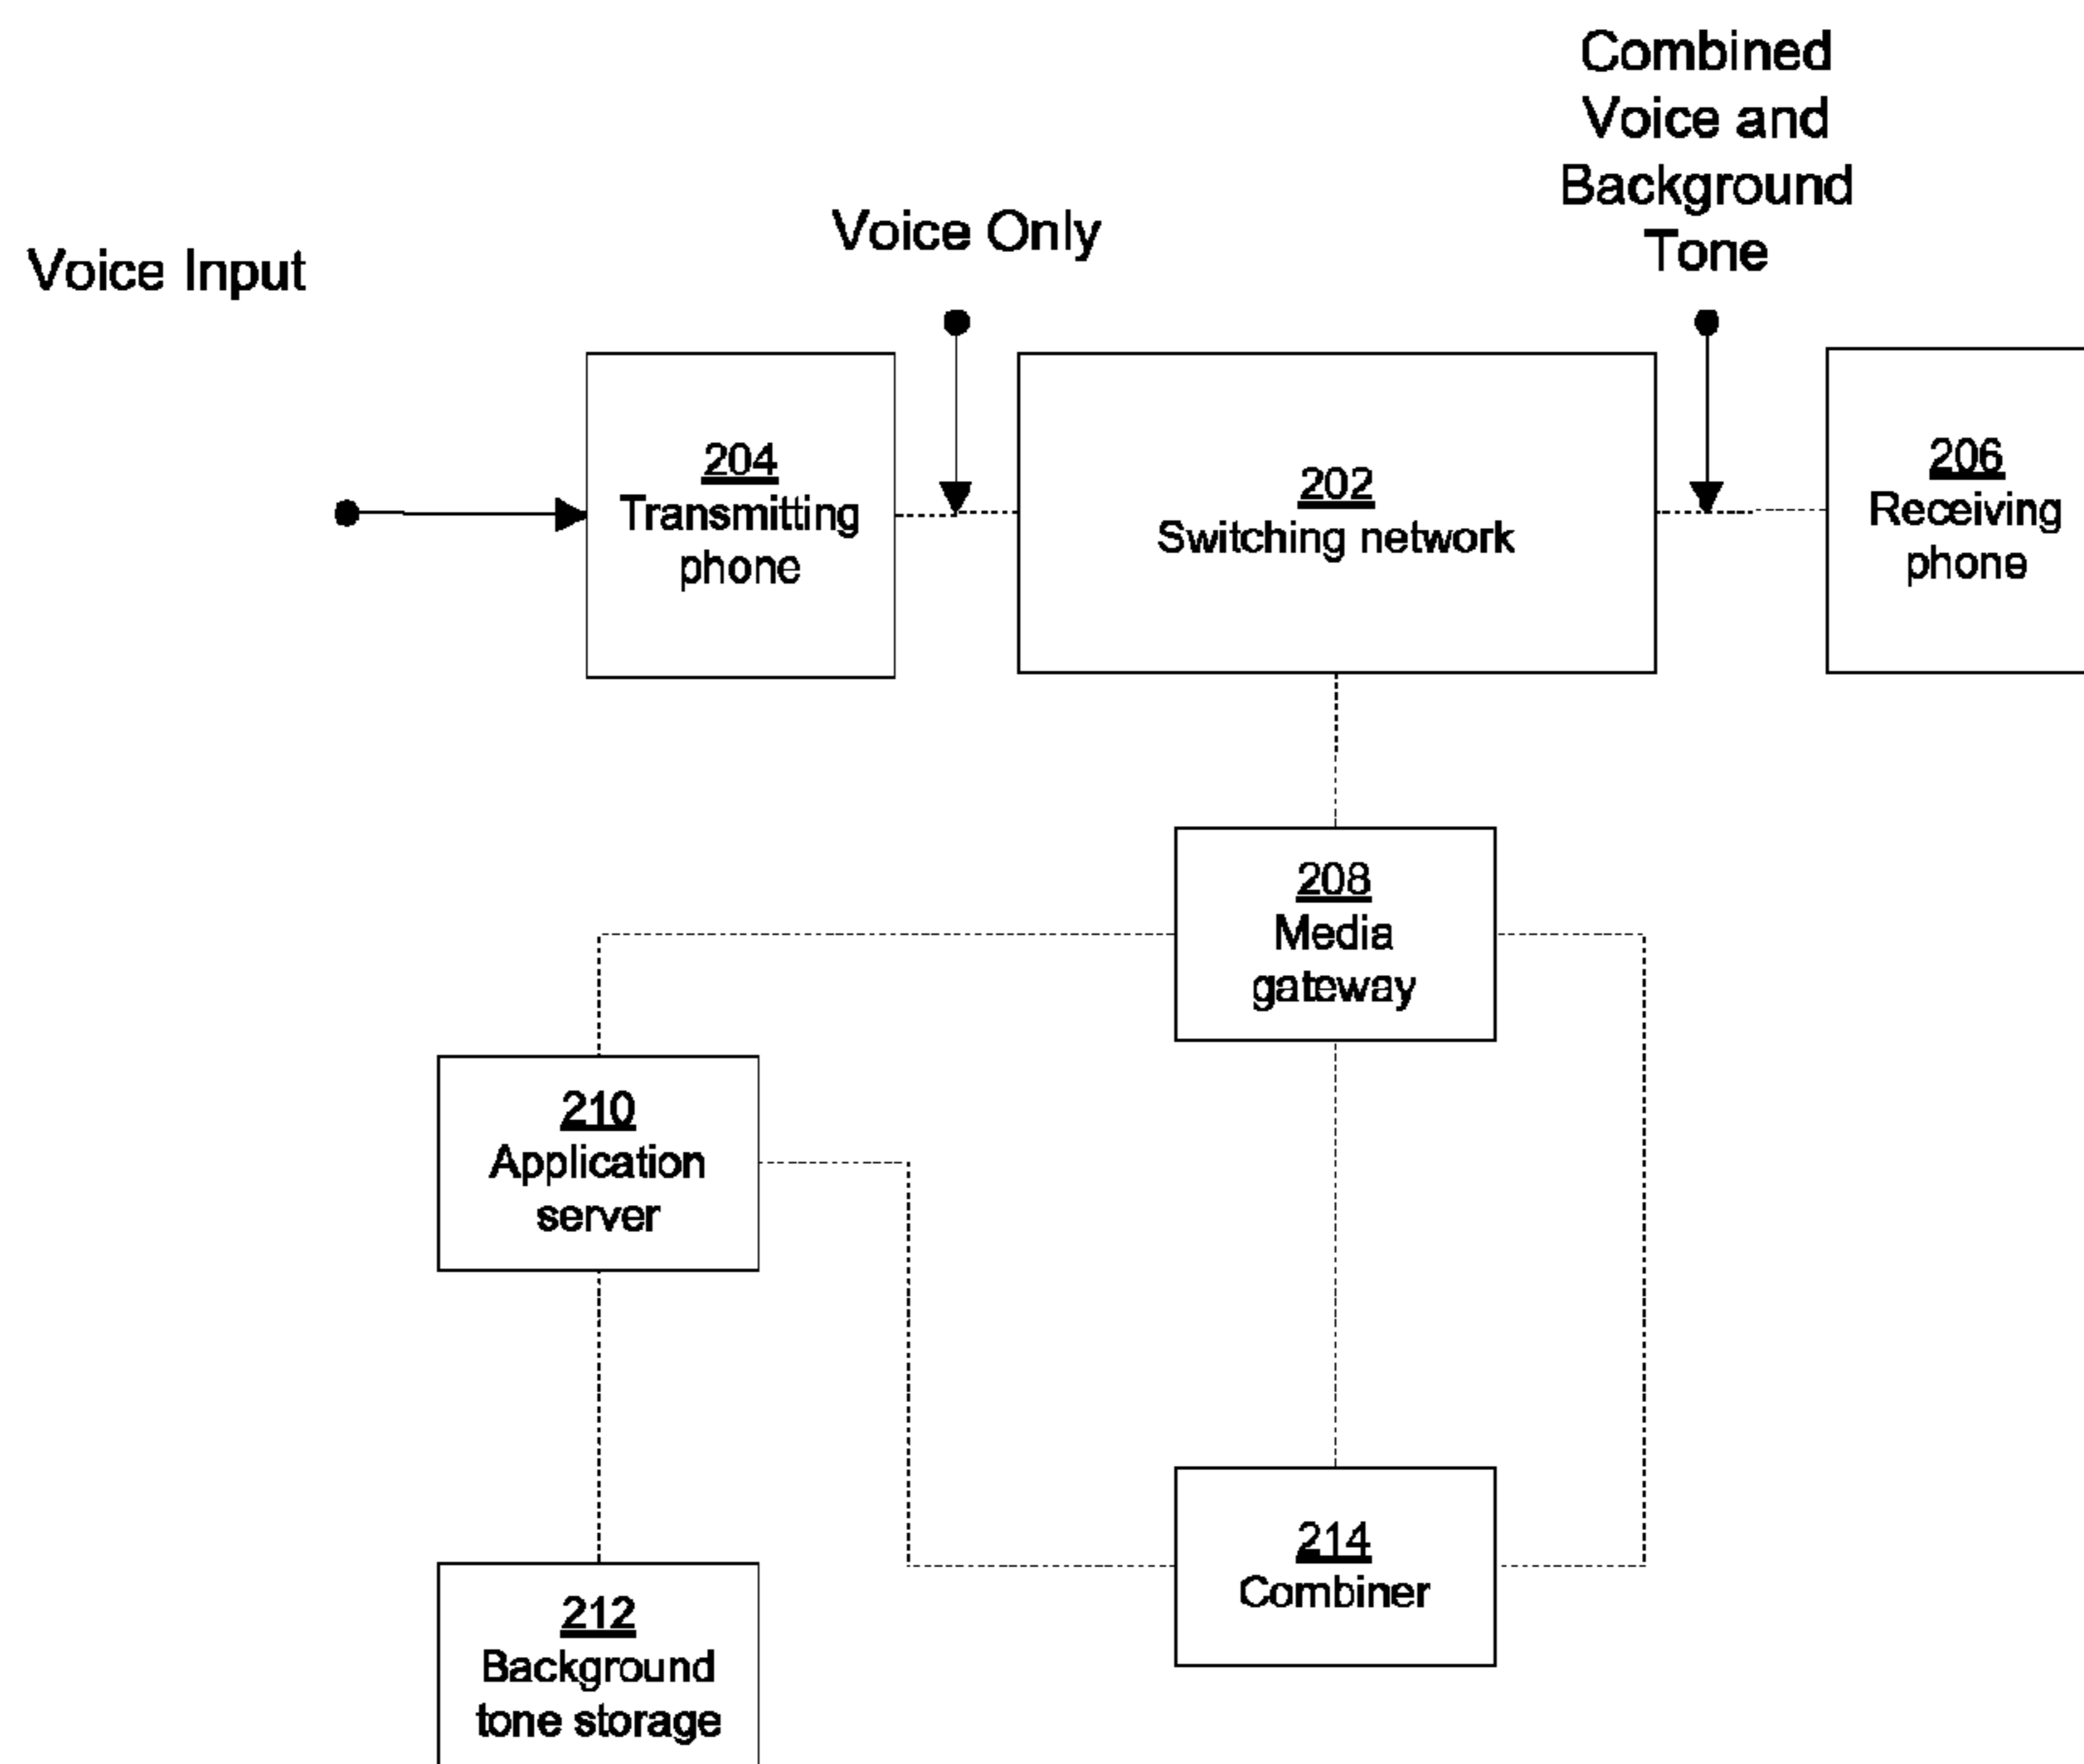 Combined
Voice and
Background
Tone
Voice Only
Voice Input
204
Transmitting
phone
202
Switching network
206
Receiving
phone
208
Media
gateway
210
Application
server
214
Combiner
212
Background
tone storage